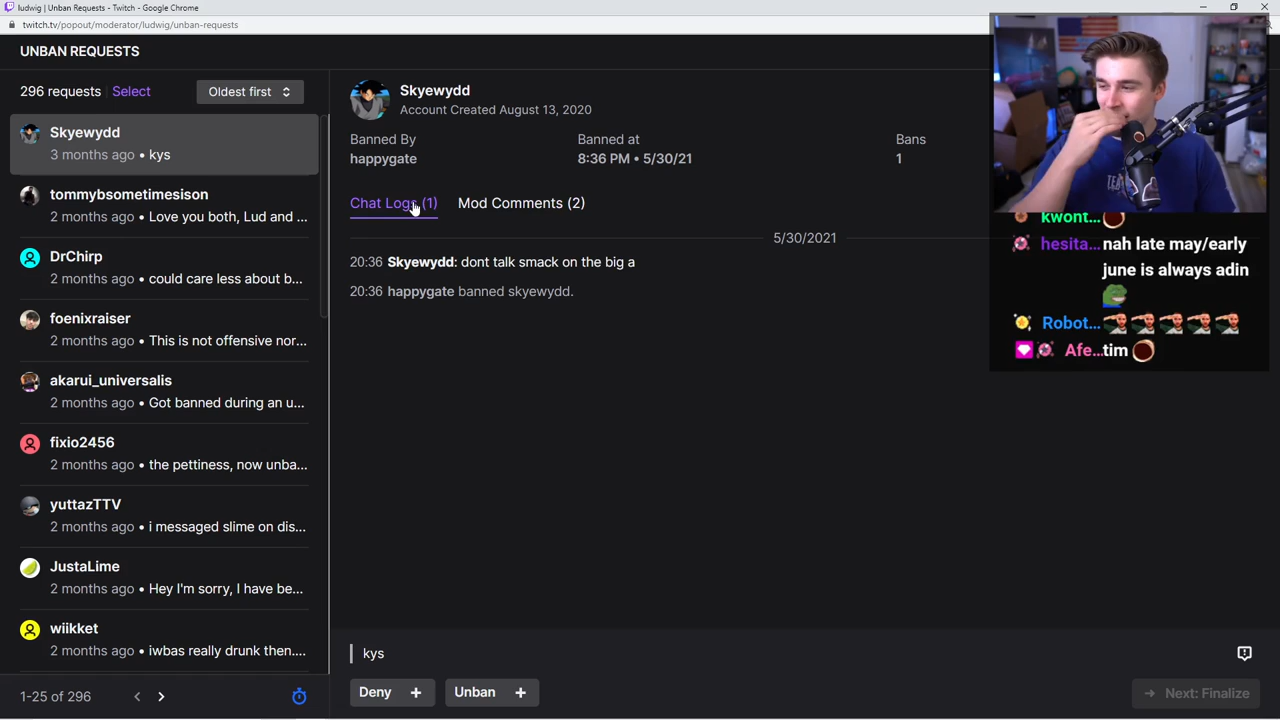 ludwig | Unban Requests - Twitch - Google Chrome
twitch.tv/popout/moderator/ludwig/unban-requests
UNBAN REQUESTS
296 requests Select Oldest first
Skyewydd
3 months ago • kys
tommybsometimesison
2 months ago • Love you both, Lud and ...
DrChirp
2 months ago • could care less about b...
foenixraiser
2 months ago • This is not offensive nor...
akarui_universalis
2 months ago • Got banned during an u...
fixio2456
2 months ago • the pettiness, now unba...
yuttazTTV
2 months ago • i messaged slime on dis...
JustaLime
2 months ago • Hey I'm sorry, I have be...
wiikket
2 months ago • iwbas really drunk then....
1-25 of 296
Skyewydd
Account Created August 13, 2020
Banned By Banned at Bans
happygate 8:36 PM • 5/30/21 1
Chat Logs (1) Mod Comments (2)
5/30/2021
20:36 Skyewydd: dont talk smack on the big a
20:36 happygate banned skyewydd.
kys
Deny + Unban +
Next: Finalize
kwont...
hesita... nah late may/early
june is always adin
Robot...
Afe... tim